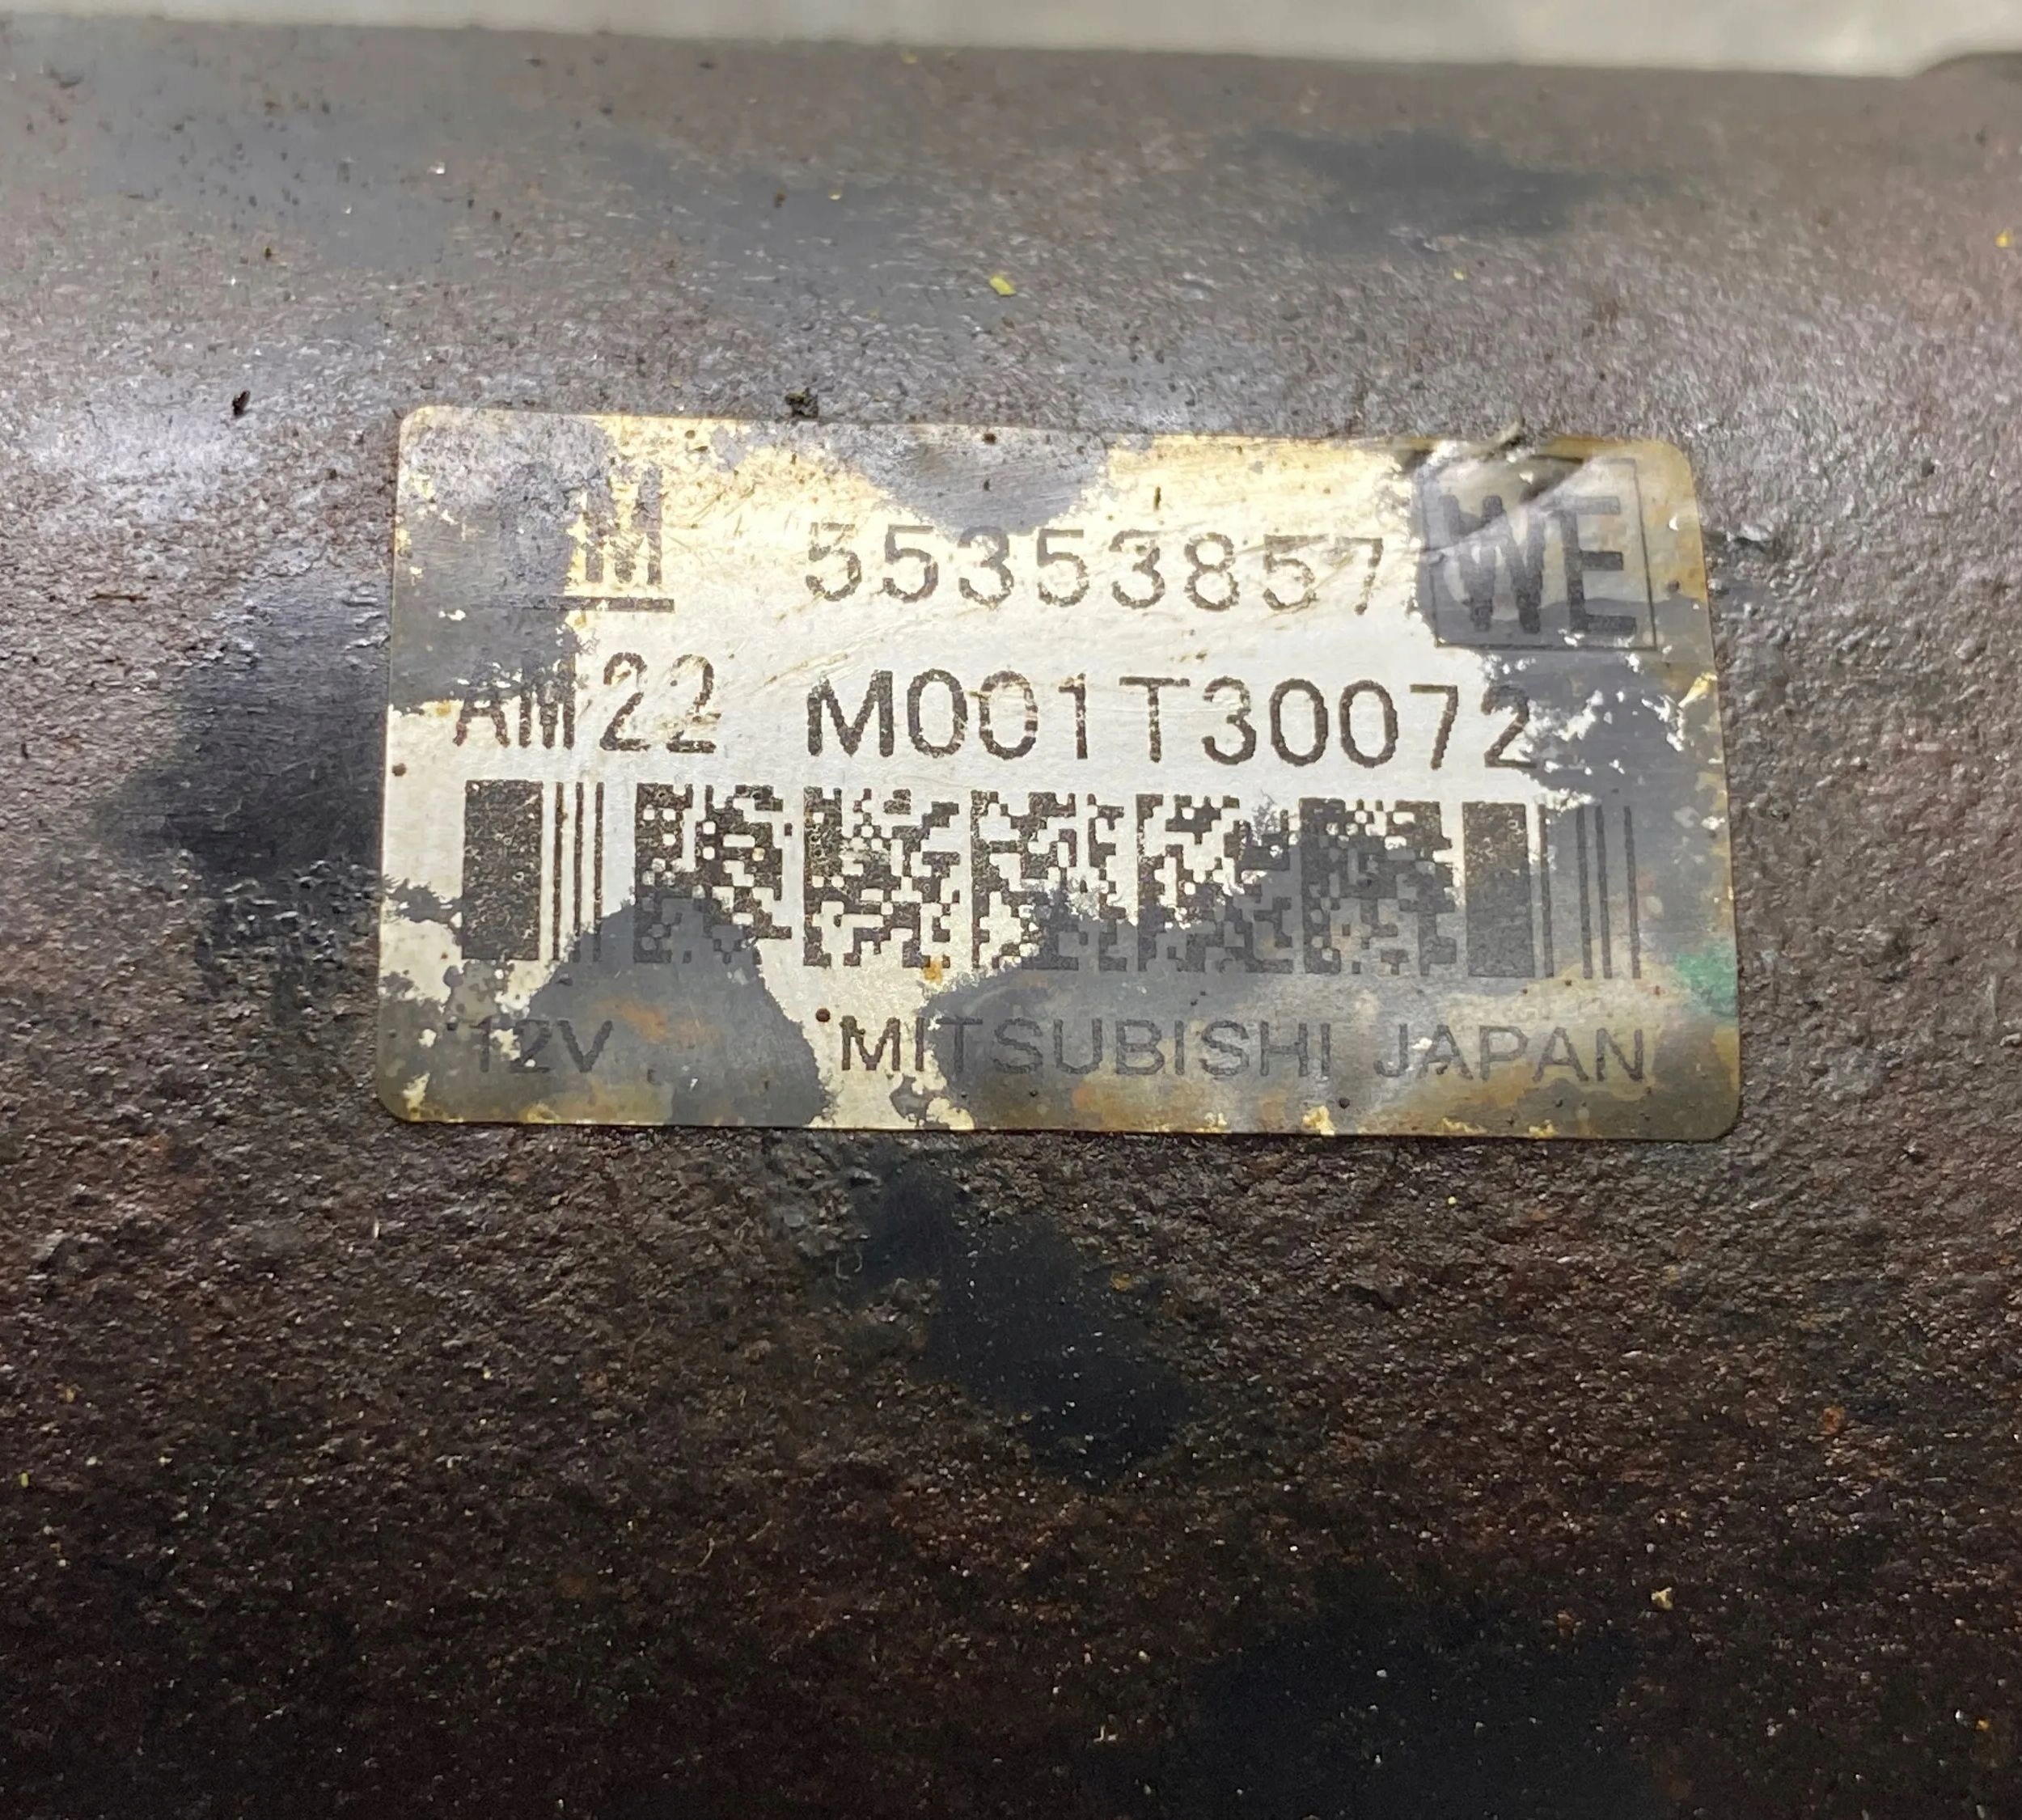 GM 55353857 WE
AM22 M001T30072
12V MITSUBISHI JAPAN